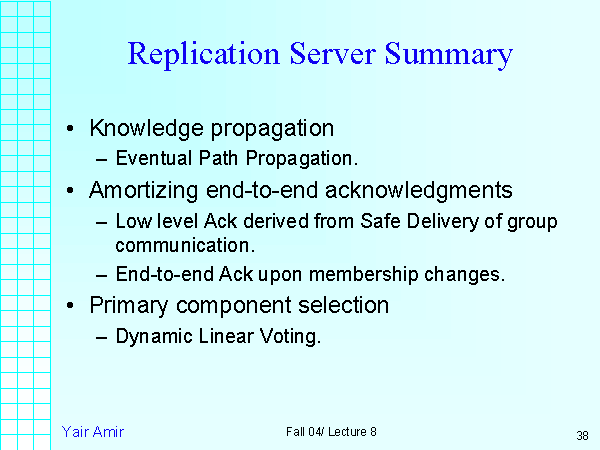 Replication Server Summary
• Knowledge propagation
– Eventual Path Propagation.
• Amortizing end-to-end acknowledgments
– Low level Ack derived from Safe Delivery of group
communication.
– End-to-end Ack upon membership changes.
• Primary component selection
– Dynamic Linear Voting.
Yair Amir
Fall 04/ Lecture 8
38